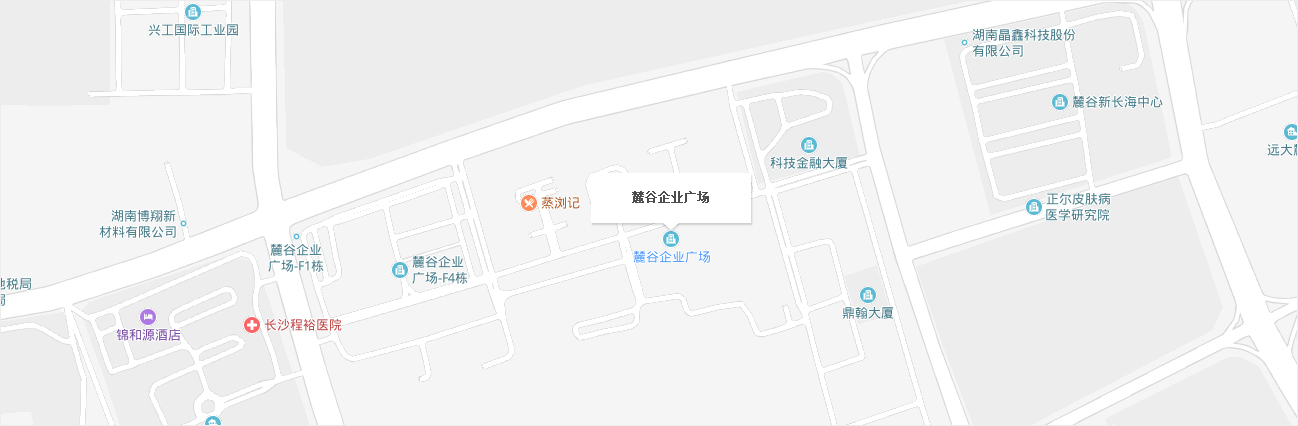 兴工国际工业园
湖南晶鑫科技股份
有限公司
麓谷新长海中心
远大麓
科技金融大厦
麓谷企业广场
蒸浏记
正尔皮肤病
医学研究院
湖南博翔新
材料有限公司
麓谷企业
广场-F1栋
麓谷企业广场
麓谷企业
广场-F4栋
地税局
局
鼎翰大厦
锦和源酒店
长沙程裕医院